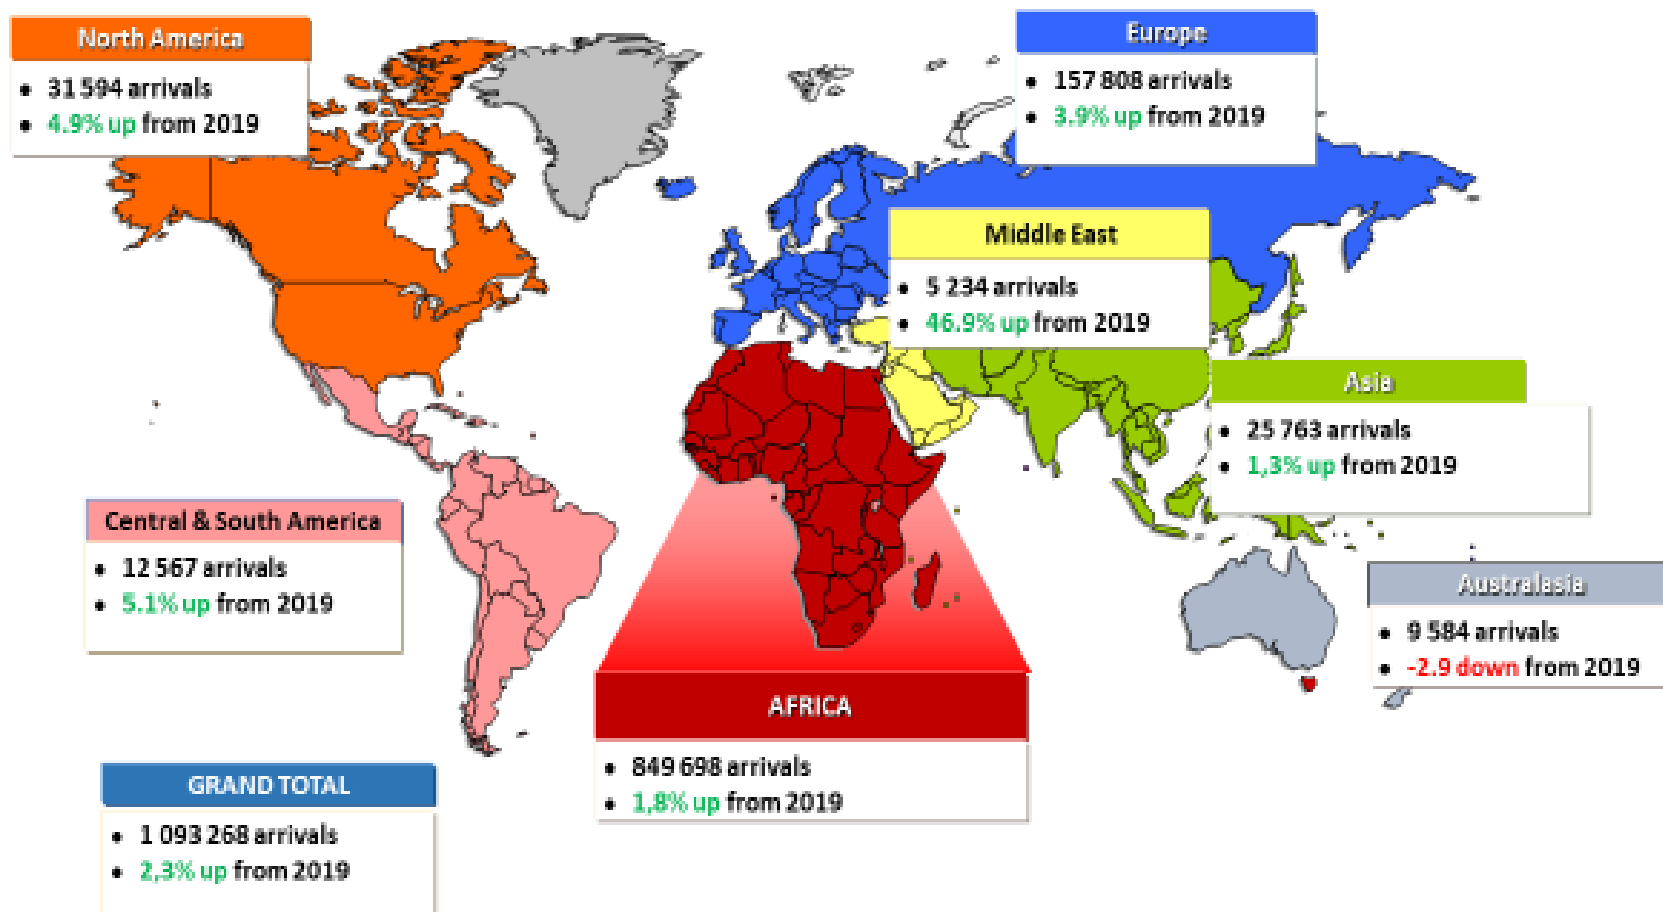 North America
• 31 594 arrivals
• 4.9% up from 2019
Europe
• 157 808 arrivals
• 3.9% up from 2019
Middle East
• 5 234 arrivals
• 46.9% up from 2019
Asia
• 25 763 arrivals
• 1,3% up from 2019
Central & South America
• 12 567 arrivals
• 5.1% up from 2019
Australasia
• 9 584 arrivals
• -2.9 down from 2019
AFRICA
• 849 698 arrivals
• 1,8% up from 2019
GRAND TOTAL
• 1 093 268 arrivals
• 2,3% up from 2019